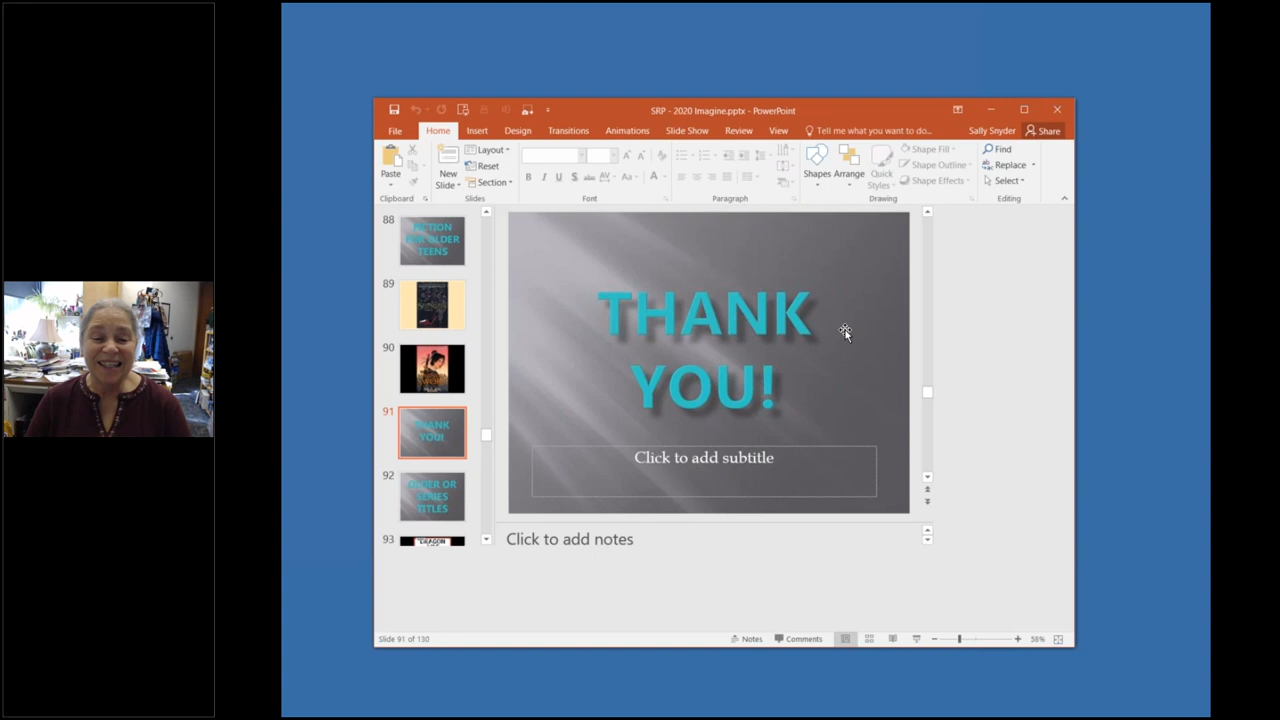 SRP - 2020 Imagine.pptx - PowerPoint
File Home Insert Design Transitions Animations Slide Show Review View Tell me what you want to do... Sally Snyder Share
Paste
New
Slide
Layout
Reset
Section
Shapes
Arrange
Quick
Styles
Shape Fill
Shape Outline
Shape Effects
Find
Replace
Select
Clipboard Slides Font Paragraph Drawing Editing
88
FICTION
FOR OLDER
TEENS
89
90
91
THANK
YOU!
92
OLDER OR
SERIES
TITLES
93
DRAGON
THANK
YOU!
Click to add subtitle
Click to add notes
Slide 91 of 130
Notes Comments 58%